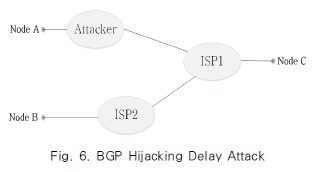 Node A
Attacker
ISP1
Node C
Node B
ISP2
Fig. 6. BGP Hijacking Delay Attack